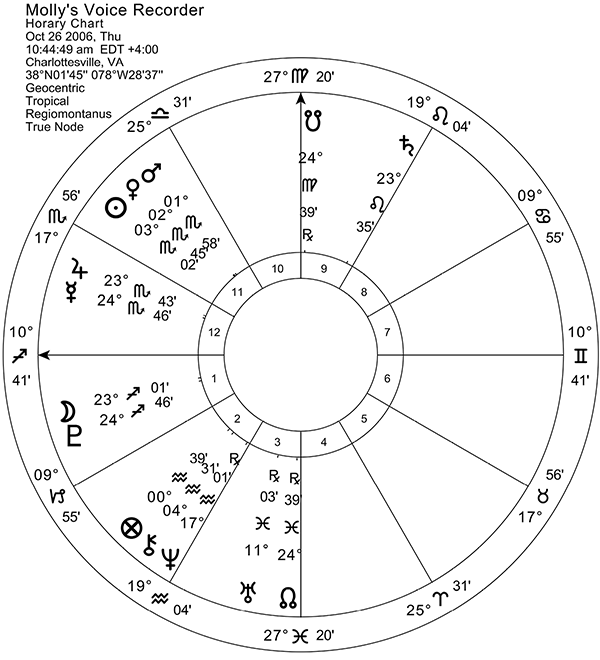 Molly's Voice Recorder
Horary Chart
Oct 26 2006, Thu
10:44:49 am EDT +4:00
Charlottesville, VA
38°N01'45" 078°W28'37"
Geocentric
Tropical
Regiomontanus
True Node
27° ♍ 20'
19° ♌ 04'
09° ♋ 55'
10° ♊ 41'
56' ♉ 17°
31' ♈ 25°
27° ♓ 20'
19° ♒ 04'
09° ♑ 55'
10° ♐ 41'
56' ♏ 17°
25° ♎ 31'
☋ 24° ♍ 39' ℞
♄ 23° ♌ 35'
♂ 01° ♏ 58'
♀ 02° ♏ 45'
☉ 03° ♏ 02'
♃ 23° ♏ 43'
☿ 24° ♏ 46'
☽ 23° ♐ 01'
♇ 24° ♐ 46'
⊗ 00° ♒ 39'
⚷ 04° ♒ 31'
♆ 17° ♒ 01' ℞
♅ 11° ♓ 03' ℞
☊ 24° ♓ 39' ℞
10
9
8
7
6
5
4
3
2
1
12
11